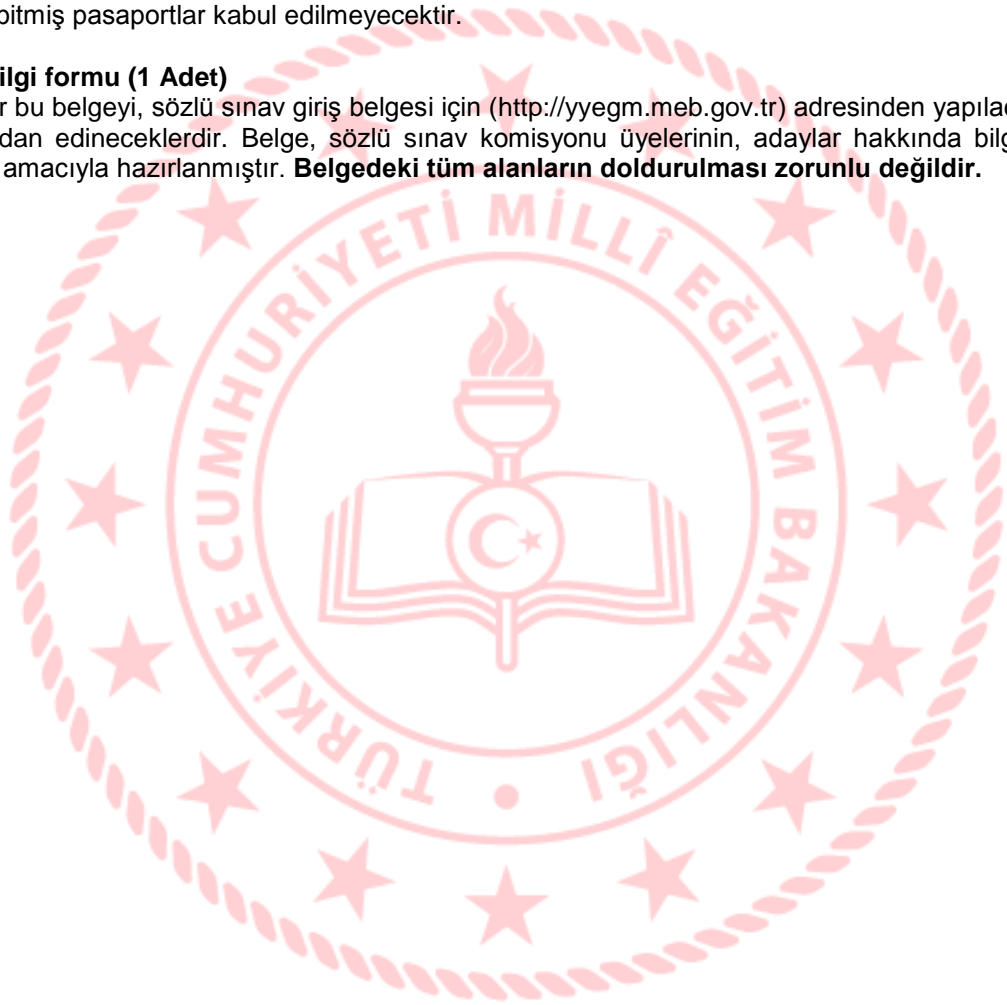 bitmiş pasaportlar kabul edilmeyecektir.
ilgi formu (1 Adet)
r bu belgeyi, sözlü sınav giriş belgesi için (http://yyegm.meb.gov.tr) adresinden yapıla
dan edineceklerdir. Belge, sözlü sınav komisyonu üyelerinin, adaylar hakkında bilg
amacıyla hazırlanmıştır. Belgedeki tüm alanların doldurulması zorunlu değildir.
TÜRKİYE CUMHURİYETİ MİLLÎ EĞİTİM BAKANLIĞI